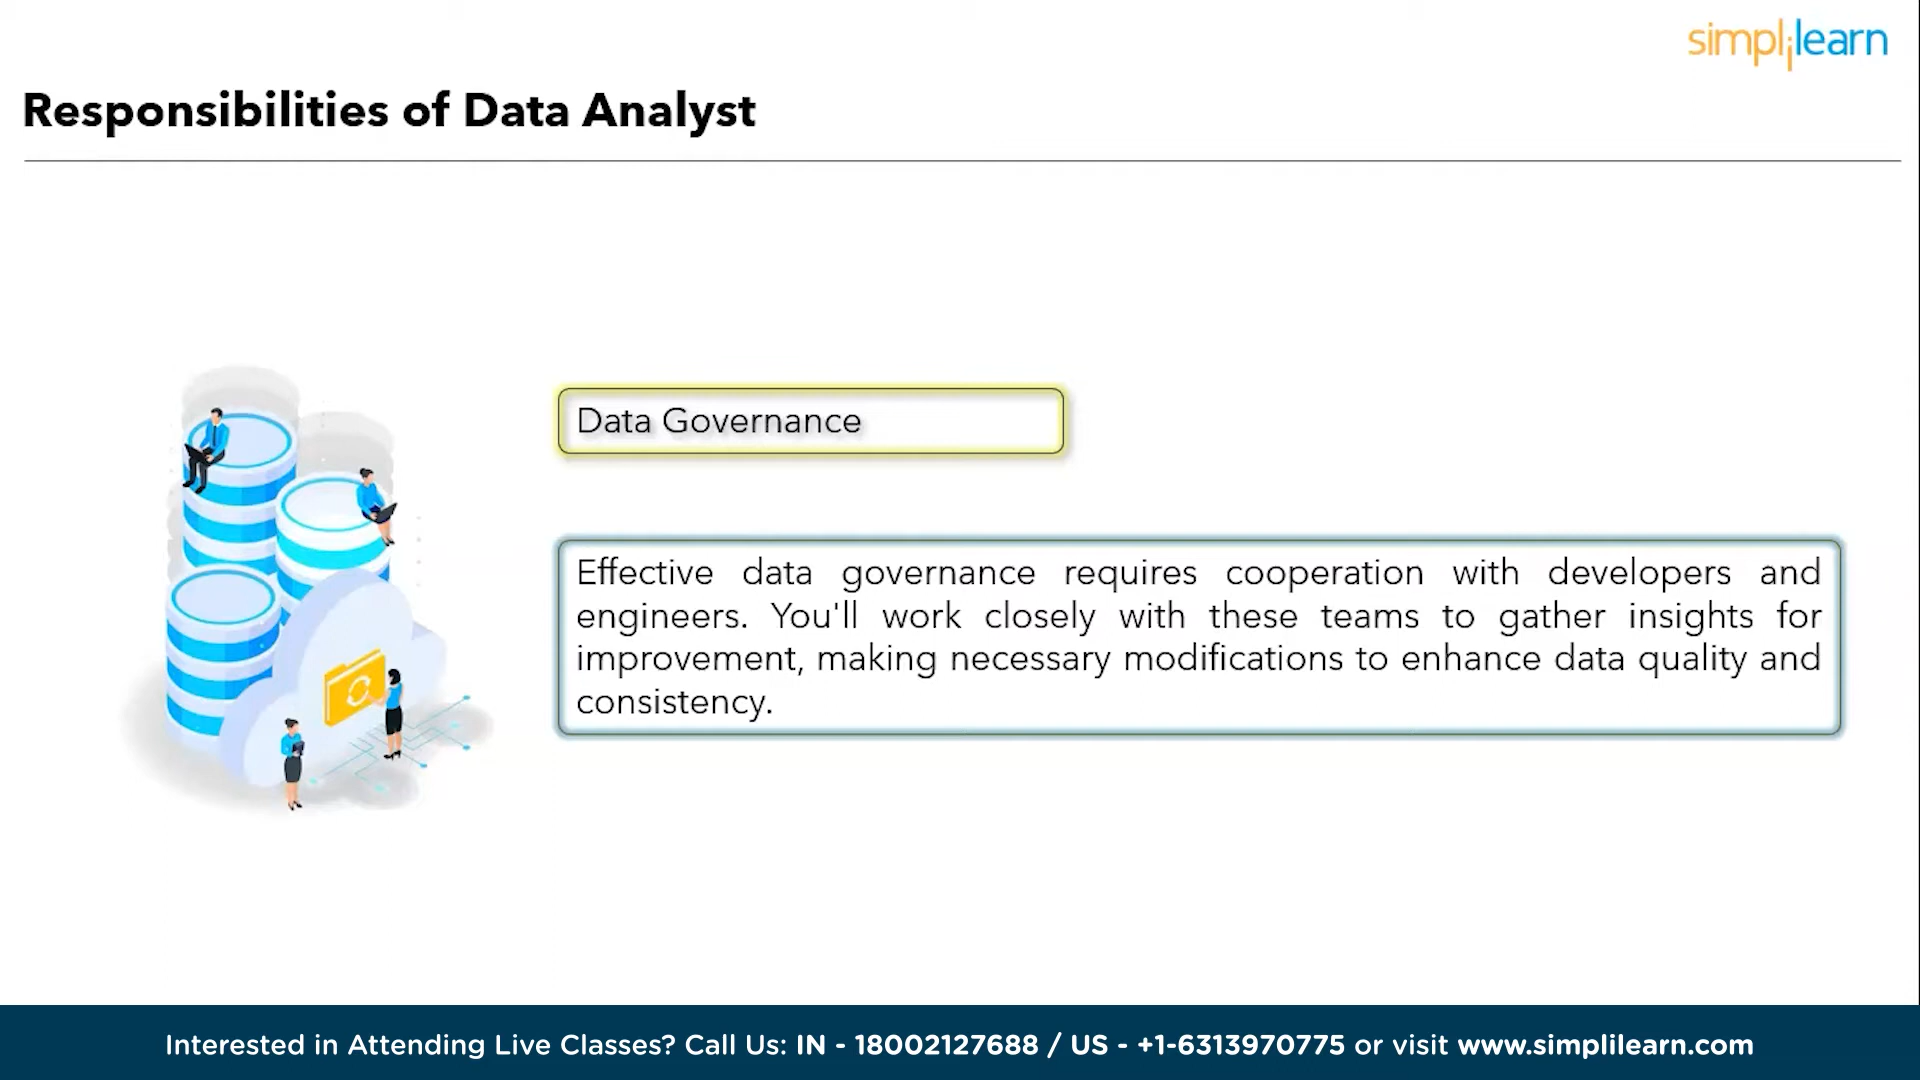 simplilearn
Responsibilities of Data Analyst
Data Governance
Effective data governance requires cooperation with developers and
engineers. You'll work closely with these teams to gather insights for
improvement, making necessary modifications to enhance data quality and
consistency.
Interested in Attending Live Classes? Call Us: IN - 18002127688 / US - +1-6313970775 or visit www.simplilearn.com